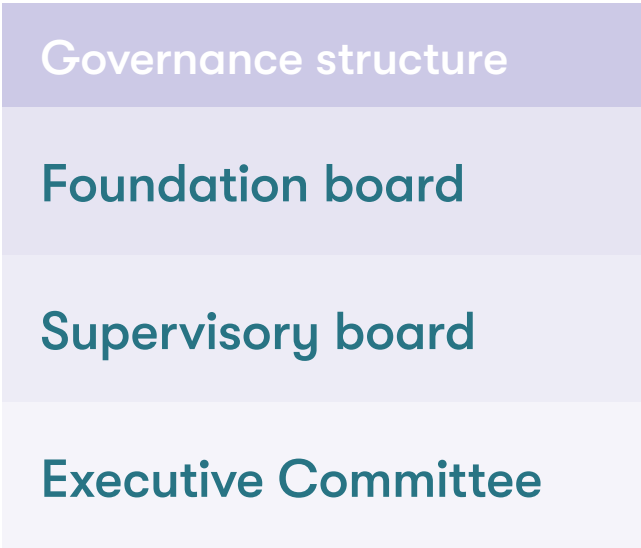 Governance structure
Foundation board
Supervisory board
Executive Committee